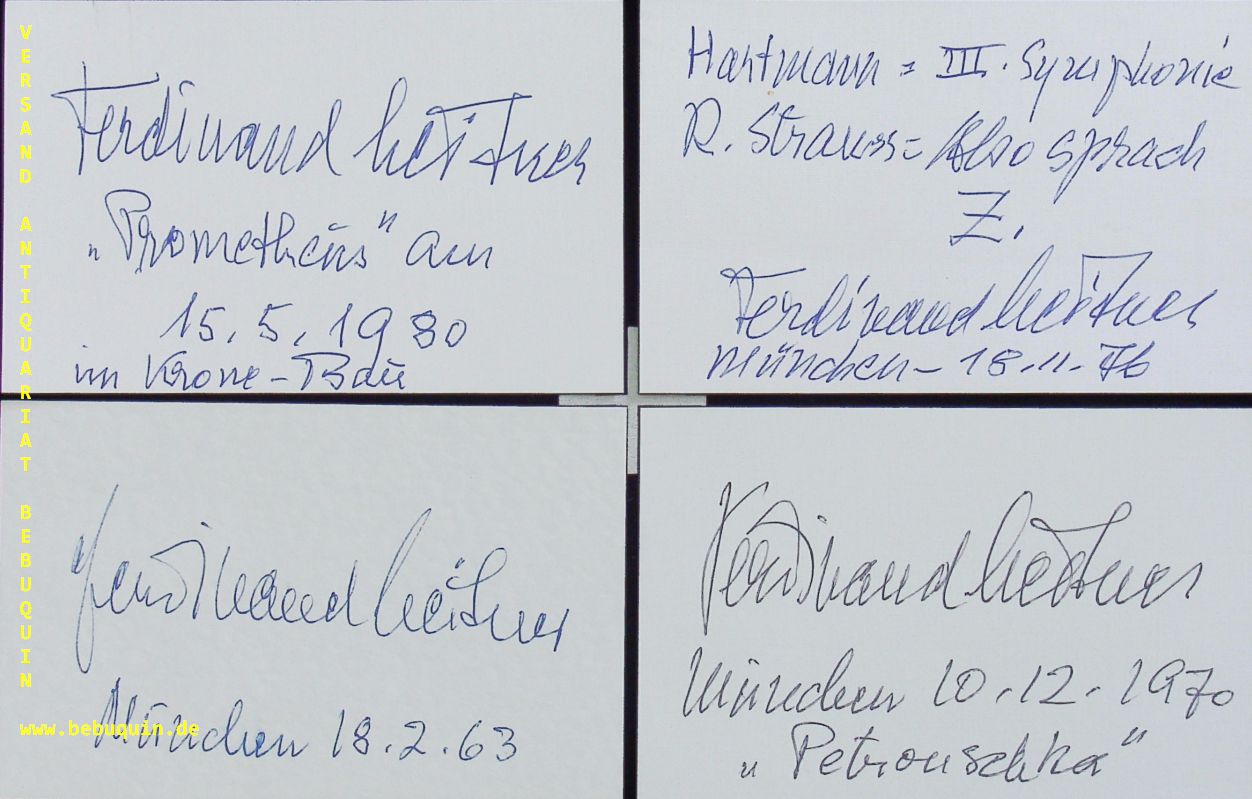 VERSAND ANTIQUARIAT BEBUQUIN
www.bebuquin.de
Ferdinand Leitner
„Prometheus" am
15.5.1980
im Krone-Bau
Hartmann = III. Symphonie
R. Strauss = Also sprach
Z.
Ferdinand Leitner
München - 18.11.76
Ferdinand Leitner
München 18.2.63
Ferdinand Leitner
München 10.12.1970
„Petrouschka"